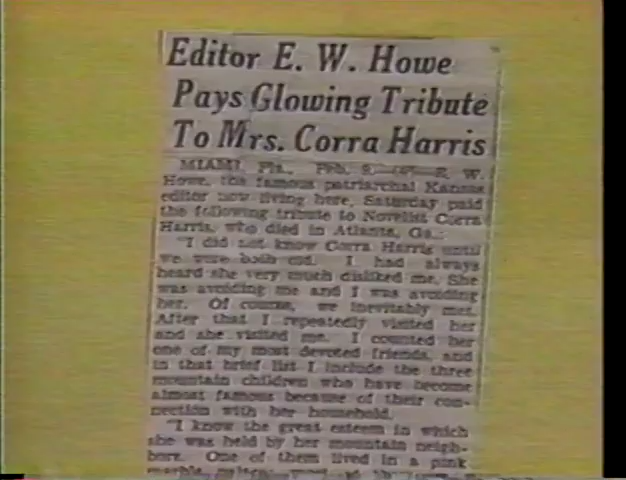 Editor E. W. Howe
Pays Glowing Tribute
To Mrs. Corra Harris
MIAMI, Fla., Feb. 9. E. W.
Howe, the famous patriarchal Kansas
editor now living here, Saturday paid
the following tribute to Novelist Corra
Harris, who died in Atlanta, Ga.:
"I did not know Corra Harris until
we were both old. I had always
heard she very much disliked me. She
was avoiding me and I was avoiding
her. Of course, we inevitably met.
After that I repeatedly visited her
and she visited me. I counted her
one of my most devoted friends, and
in that brief list I include the three
mountain children who have become
almost famous because of their con-
nection with her household.
"I know the great esteem in which
she was held by her mountain neigh-
bors. One of them lived in a pink
marble